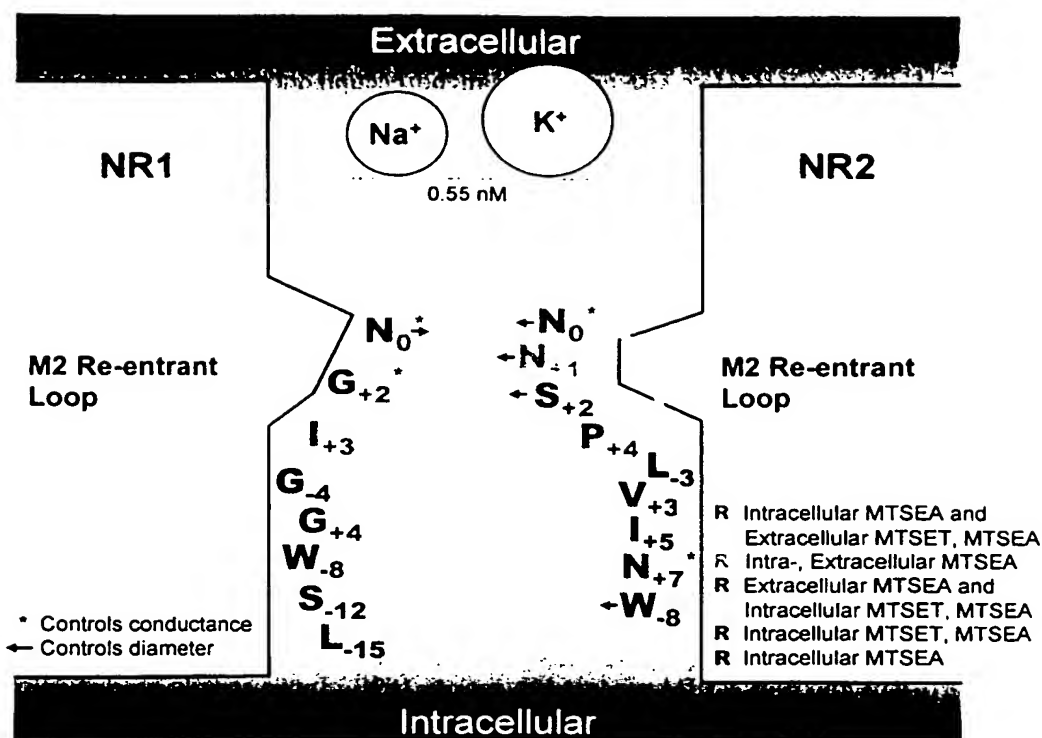 Extracellular
Na⁺
K⁺
NR1
NR2
0.55 nM
N₀*→
←N₀*
←N₊₁
G₊₂*
←S₊₂
M2 Re-entrant
Loop
M2 Re-entrant
Loop
I₊₃
P₊₄
L₋₃
G₋₄
V₊₃
G₊₄
I₊₅
W₋₈
N₊₇*
S₋₁₂
←W₋₈
L₋₁₅
* Controls conductance
← Controls diameter
R Intracellular MTSEA and
Extracellular MTSET, MTSEA
R Intra-, Extracellular MTSEA
R Extracellular MTSEA and
Intracellular MTSET, MTSEA
R Intracellular MTSET, MTSEA
R Intracellular MTSEA
Intracellular